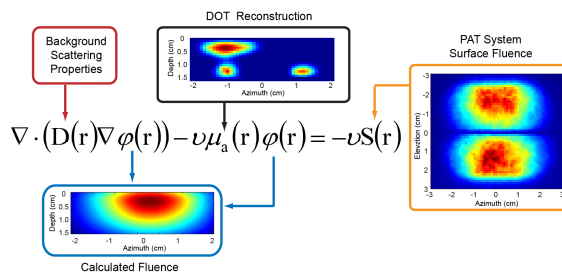 DOT Reconstruction
Background
Scattering
Properties
Depth (cm)
0
0.5
1.0
1.5
-2 -1 0 1 2
Azimuth (cm)
PAT System
Surface Fluence
Elevation (cm)
-3
-2
-1
0
1
2
3
-3 -2 -1 0 1 2 3
Azimuth (cm)
∇·(D(r)∇φ(r))−υμₐ(r)φ(r)=−υS(r)
Depth (cm)
0
0.5
1.0
1.5
-2 -1 0 1 2
Azimuth (cm)
Calculated Fluence